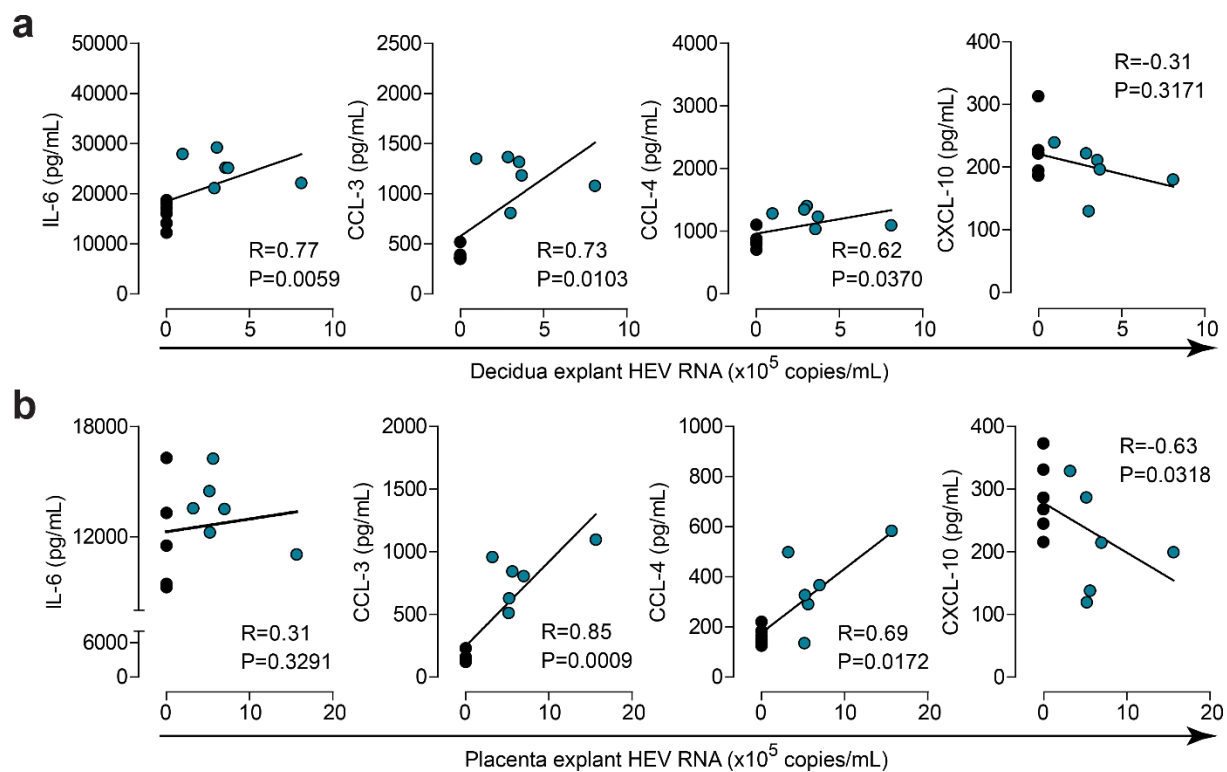 a
IL-6 (pg/mL)
50000
40000
30000
20000
10000
0
0 5 10
R=0.77
P=0.0059
CCL-3 (pg/mL)
2500
2000
1500
1000
500
0
0 5 10
R=0.73
P=0.0103
CCL-4 (pg/mL)
4000
3000
2000
1000
0
0 5 10
R=0.62
P=0.0370
CXCL-10 (pg/mL)
400
300
200
100
0
0 5 10
R=-0.31
P=0.3171
Decidua explant HEV RNA (x10⁵ copies/mL)
b
IL-6 (pg/mL)
18000
12000
6000
0
0 10 20
R=0.31
P=0.3291
CCL-3 (pg/mL)
2000
1500
1000
500
0
0 10 20
R=0.85
P=0.0009
CCL-4 (pg/mL)
1000
800
600
400
200
0
0 10 20
R=0.69
P=0.0172
CXCL-10 (pg/mL)
400
300
200
100
0
0 10 20
R=-0.63
P=0.0318
Placenta explant HEV RNA (x10⁵ copies/mL)